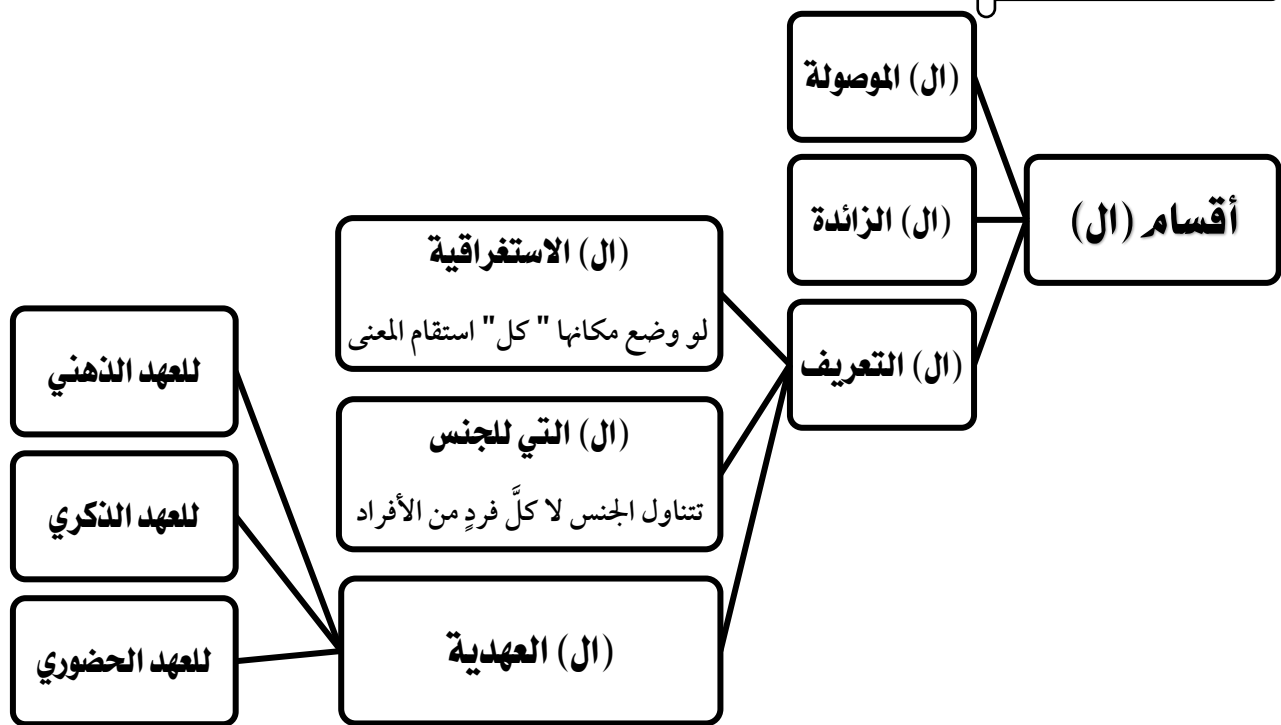 أقسام (ال)
(ال) الموصولة
(ال) الزائدة
(ال) التعريف
(ال) الاستغراقية
لو وضع مكانها " كل" استقام المعنى
(ال) التي للجنس
تتناول الجنس لا كلَّ فردٍ من الأفراد
(ال) العهدية
للعهد الذهني
للعهد الذكري
للعهد الحضوري